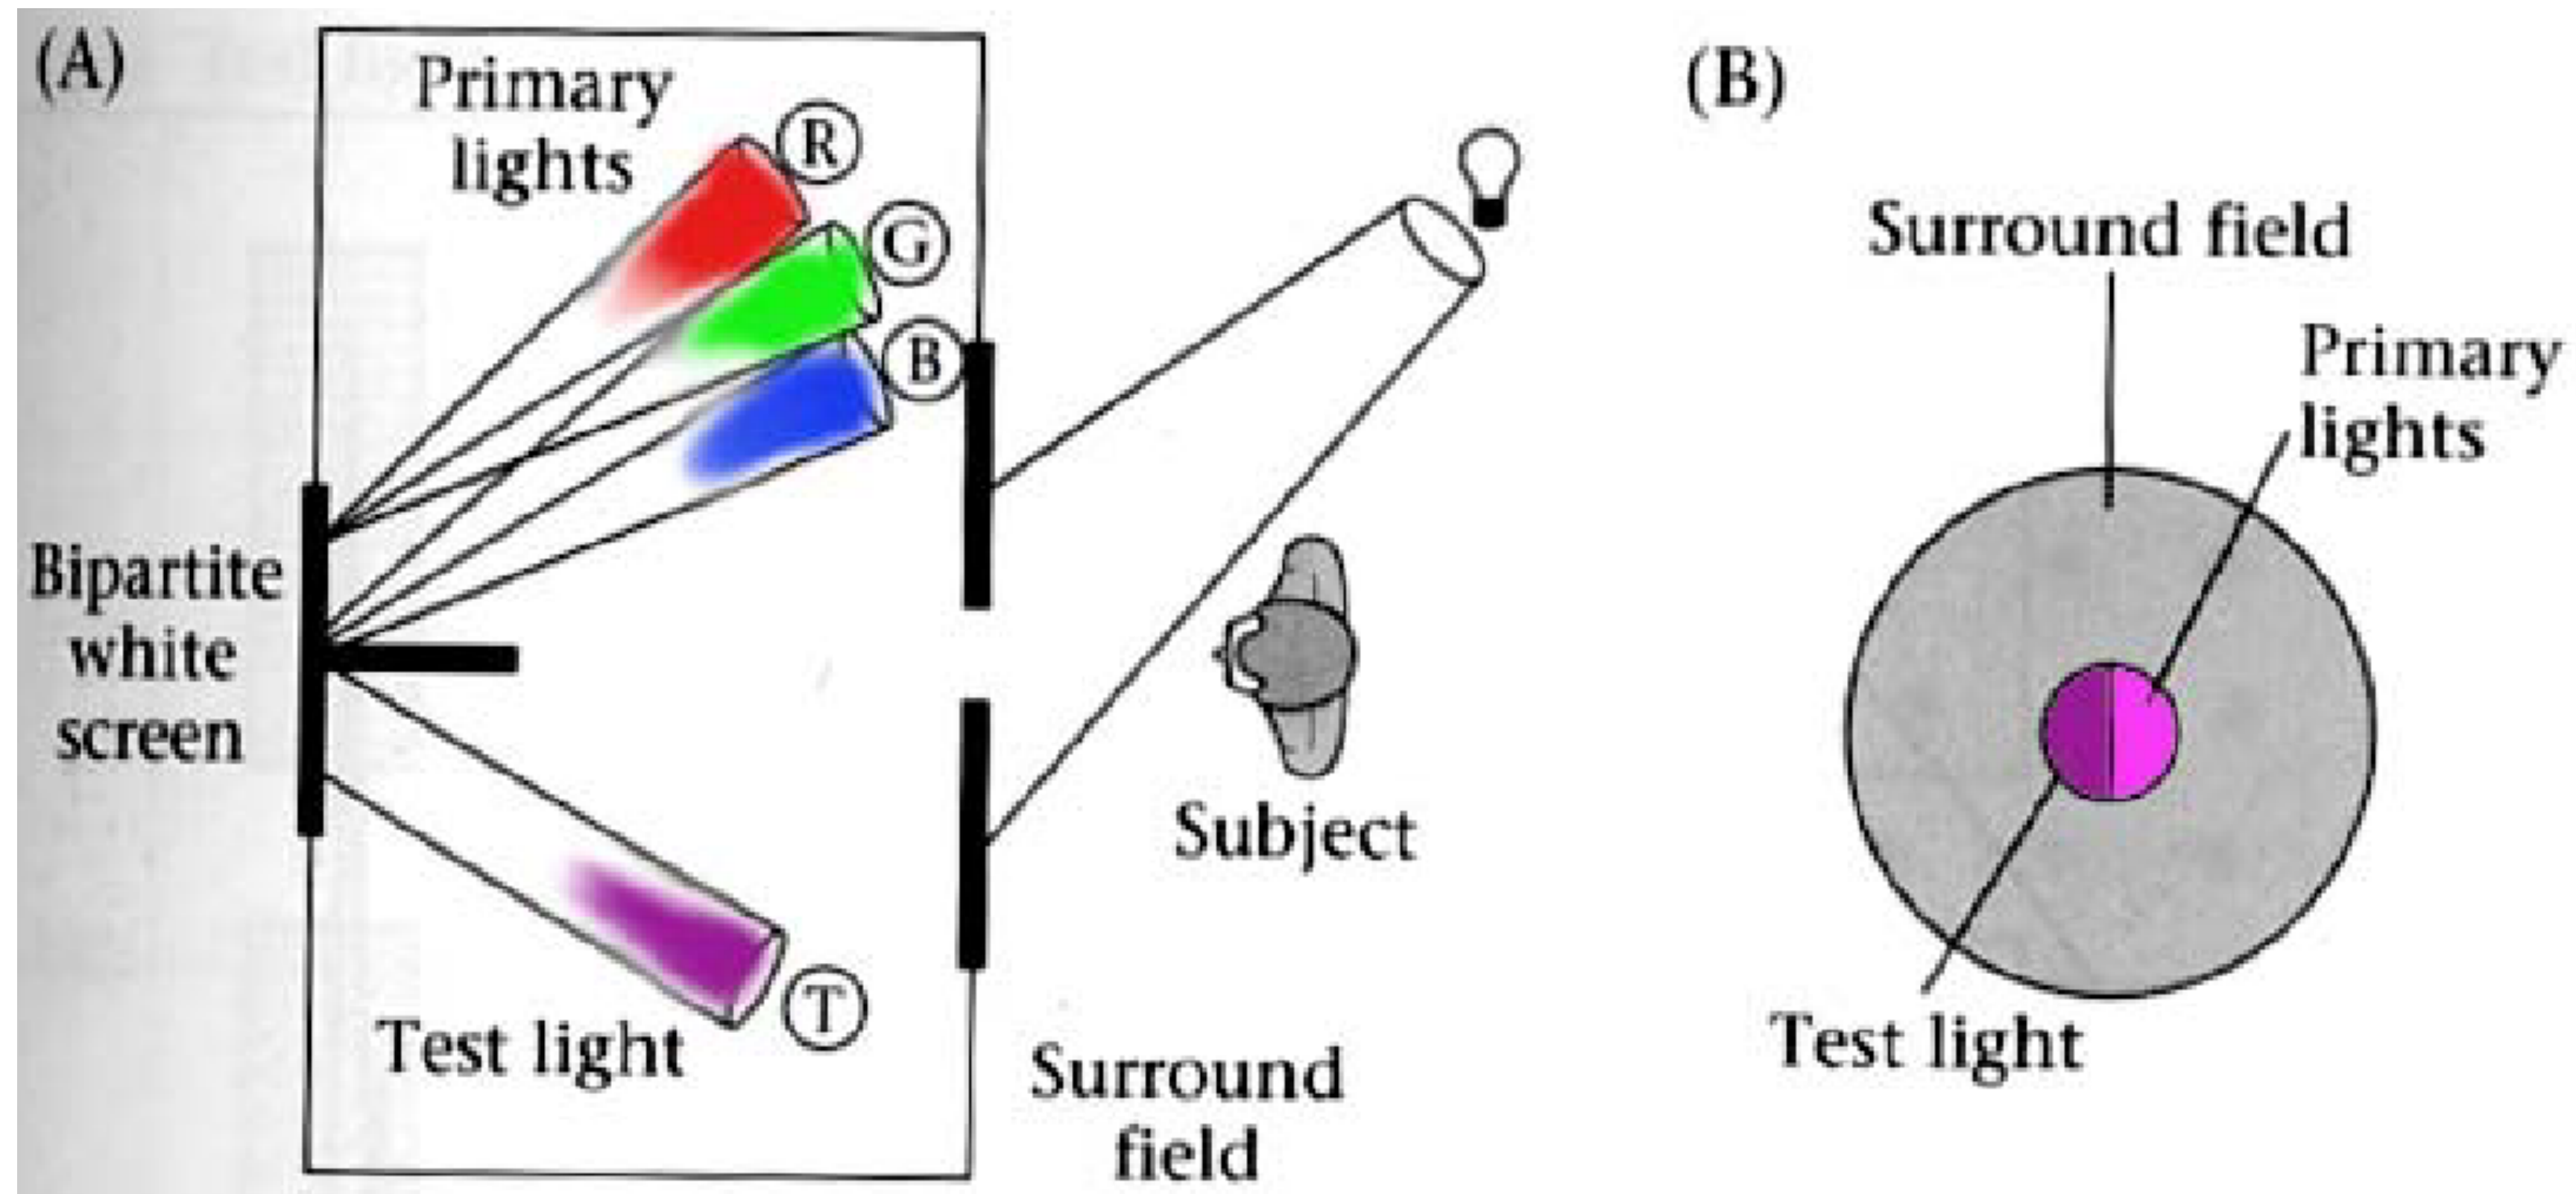 (A)
Primary
lights
R
G
B
Bipartite
white
screen
Test light
T
Subject
Surround
field
(B)
Surround field
Primary
lights
Test light